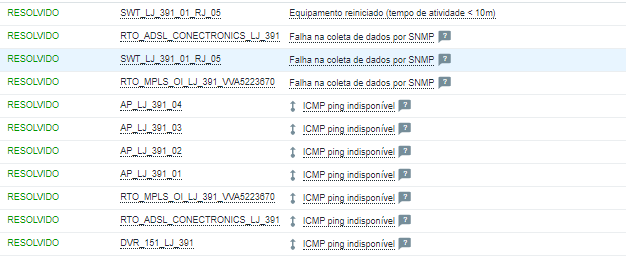 RESOLVIDO SWT_LJ_391_01_RJ_05 Equipamento reiniciado (tempo de atividade < 10m)
RESOLVIDO RTO_ADSL_CONECTRONICS_LJ_391 Falha na coleta de dados por SNMP ?
RESOLVIDO SWT_LJ_391_01_RJ_05 Falha na coleta de dados por SNMP ?
RESOLVIDO RTO_MPLS_OI_LJ_391_VVA5223670 Falha na coleta de dados por SNMP ?
RESOLVIDO AP_LJ_391_04 ICMP ping indisponível ?
RESOLVIDO AP_LJ_391_03 ICMP ping indisponível ?
RESOLVIDO AP_LJ_391_02 ICMP ping indisponível ?
RESOLVIDO AP_LJ_391_01 ICMP ping indisponível ?
RESOLVIDO RTO_MPLS_OI_LJ_391_VVA5223670 ICMP ping indisponível ?
RESOLVIDO RTO_ADSL_CONECTRONICS_LJ_391 ICMP ping indisponível ?
RESOLVIDO DVR_151_LJ_391 ICMP ping indisponível ?